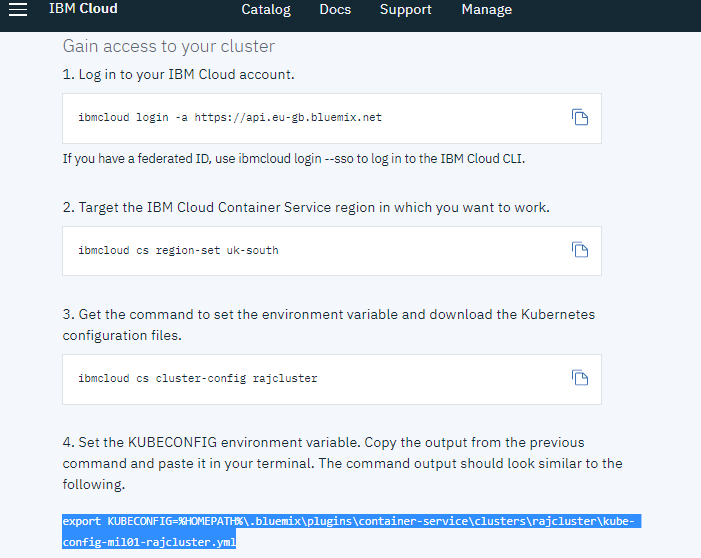 IBM Cloud Catalog Docs Support Manage
Gain access to your cluster
1. Log in to your IBM Cloud account.
ibmcloud login -a https://api.eu-gb.bluemix.net
If you have a federated ID, use ibmcloud login --sso to log in to the IBM Cloud CLI.
2. Target the IBM Cloud Container Service region in which you want to work.
ibmcloud cs region-set uk-south
3. Get the command to set the environment variable and download the Kubernetes
configuration files.
ibmcloud cs cluster-config rajcluster
4. Set the KUBECONFIG environment variable. Copy the output from the previous
command and paste it in your terminal. The command output should look similar to the
following.
export KUBECONFIG=%HOMEPATH%\.bluemix\plugins\container-service\clusters\rajcluster\kube-
config-mil01-rajcluster.yml